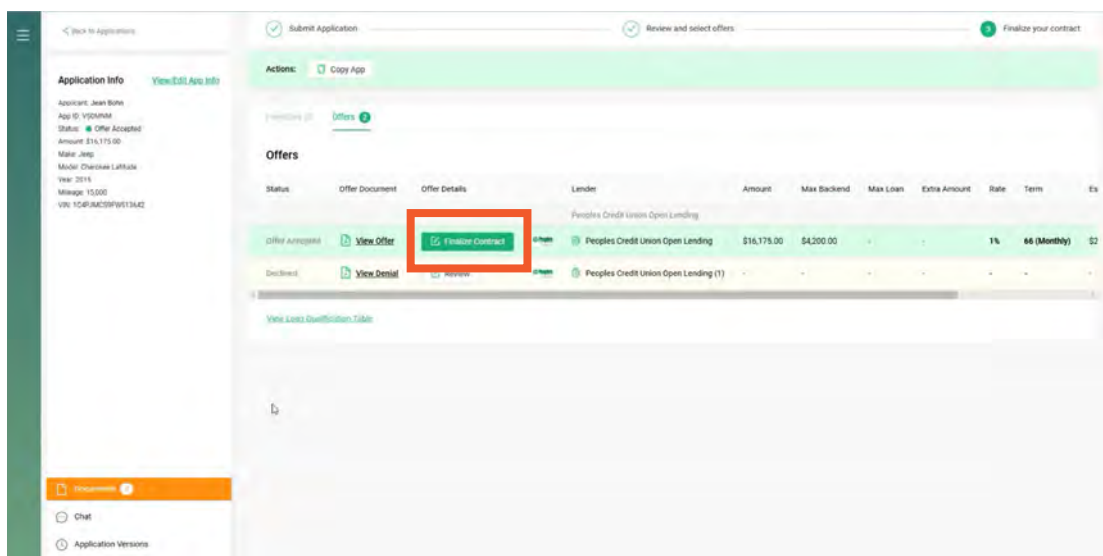 Back to Applications
Submit Application
Review and select offers
3 Finalize your contract
Application Info View/Edit App Info
Applicant: Jean Bohn
App ID: VSDMNM
Status: Offer Accepted
Amount: $16,175.00
Make: Jeep
Model: Cherokee Latitude
Year: 2015
Mileage: 15,000
VIN:
Actions: Copy App
Offers 2
Offers
Status Offer Document Offer Details Lender Amount Max Backend Max Loan Extra Amount Rate Term Es
Peoples Credit Union Open Lending
Offer Accepted View Offer Finalize Contract Peoples Credit Union Open Lending $16,175.00 $4,200.00 - - 1% 66 (Monthly) $2
Declined View Denial Review Peoples Credit Union Open Lending (1) - - - - - - -
View Loan Qualification Table
Documents
Chat
Application Versions